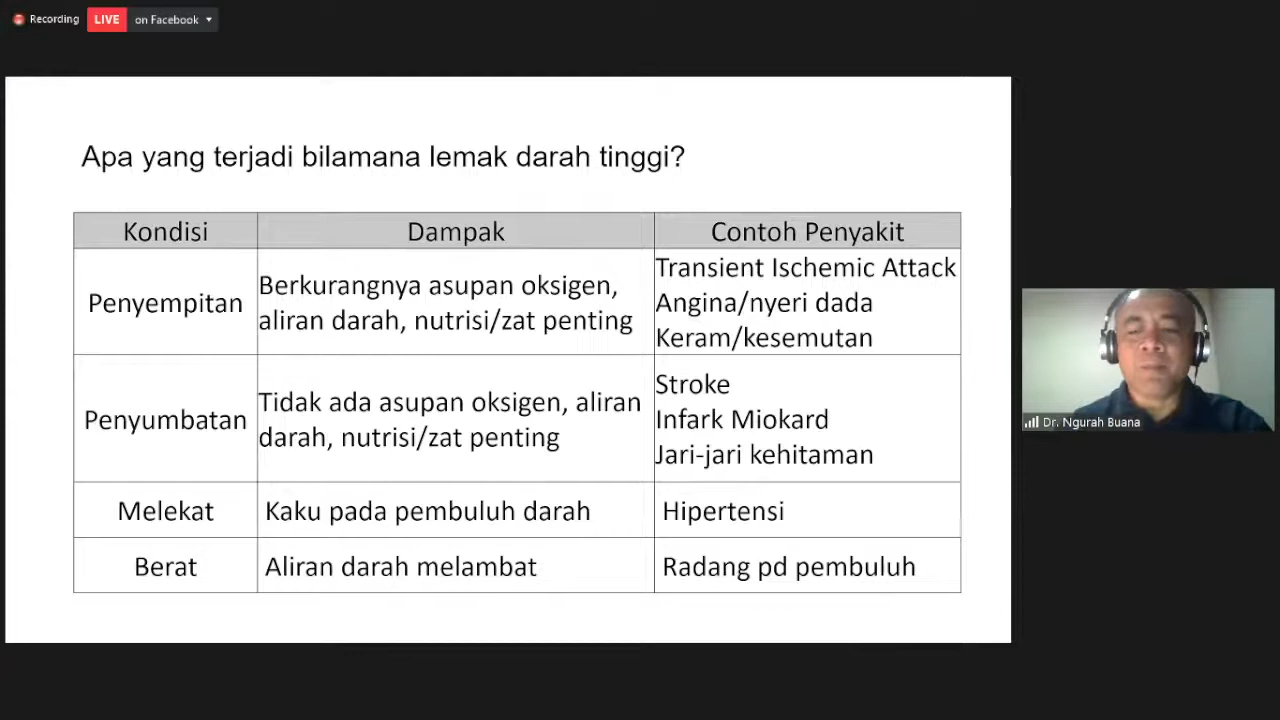 Recording LIVE on Facebook
Apa yang terjadi bilamana lemak darah tinggi?
Kondisi Dampak Contoh Penyakit
Penyempitan
Berkurangnya asupan oksigen,
aliran darah, nutrisi/zat penting
Transient Ischemic Attack
Angina/nyeri dada
Keram/kesemutan
Penyumbatan
Tidak ada asupan oksigen, aliran
darah, nutrisi/zat penting
Stroke
Infark Miokard
Jari-jari kehitaman
Melekat Kaku pada pembuluh darah Hipertensi
Berat Aliran darah melambat Radang pd pembuluh
Dr. Ngurah Buana